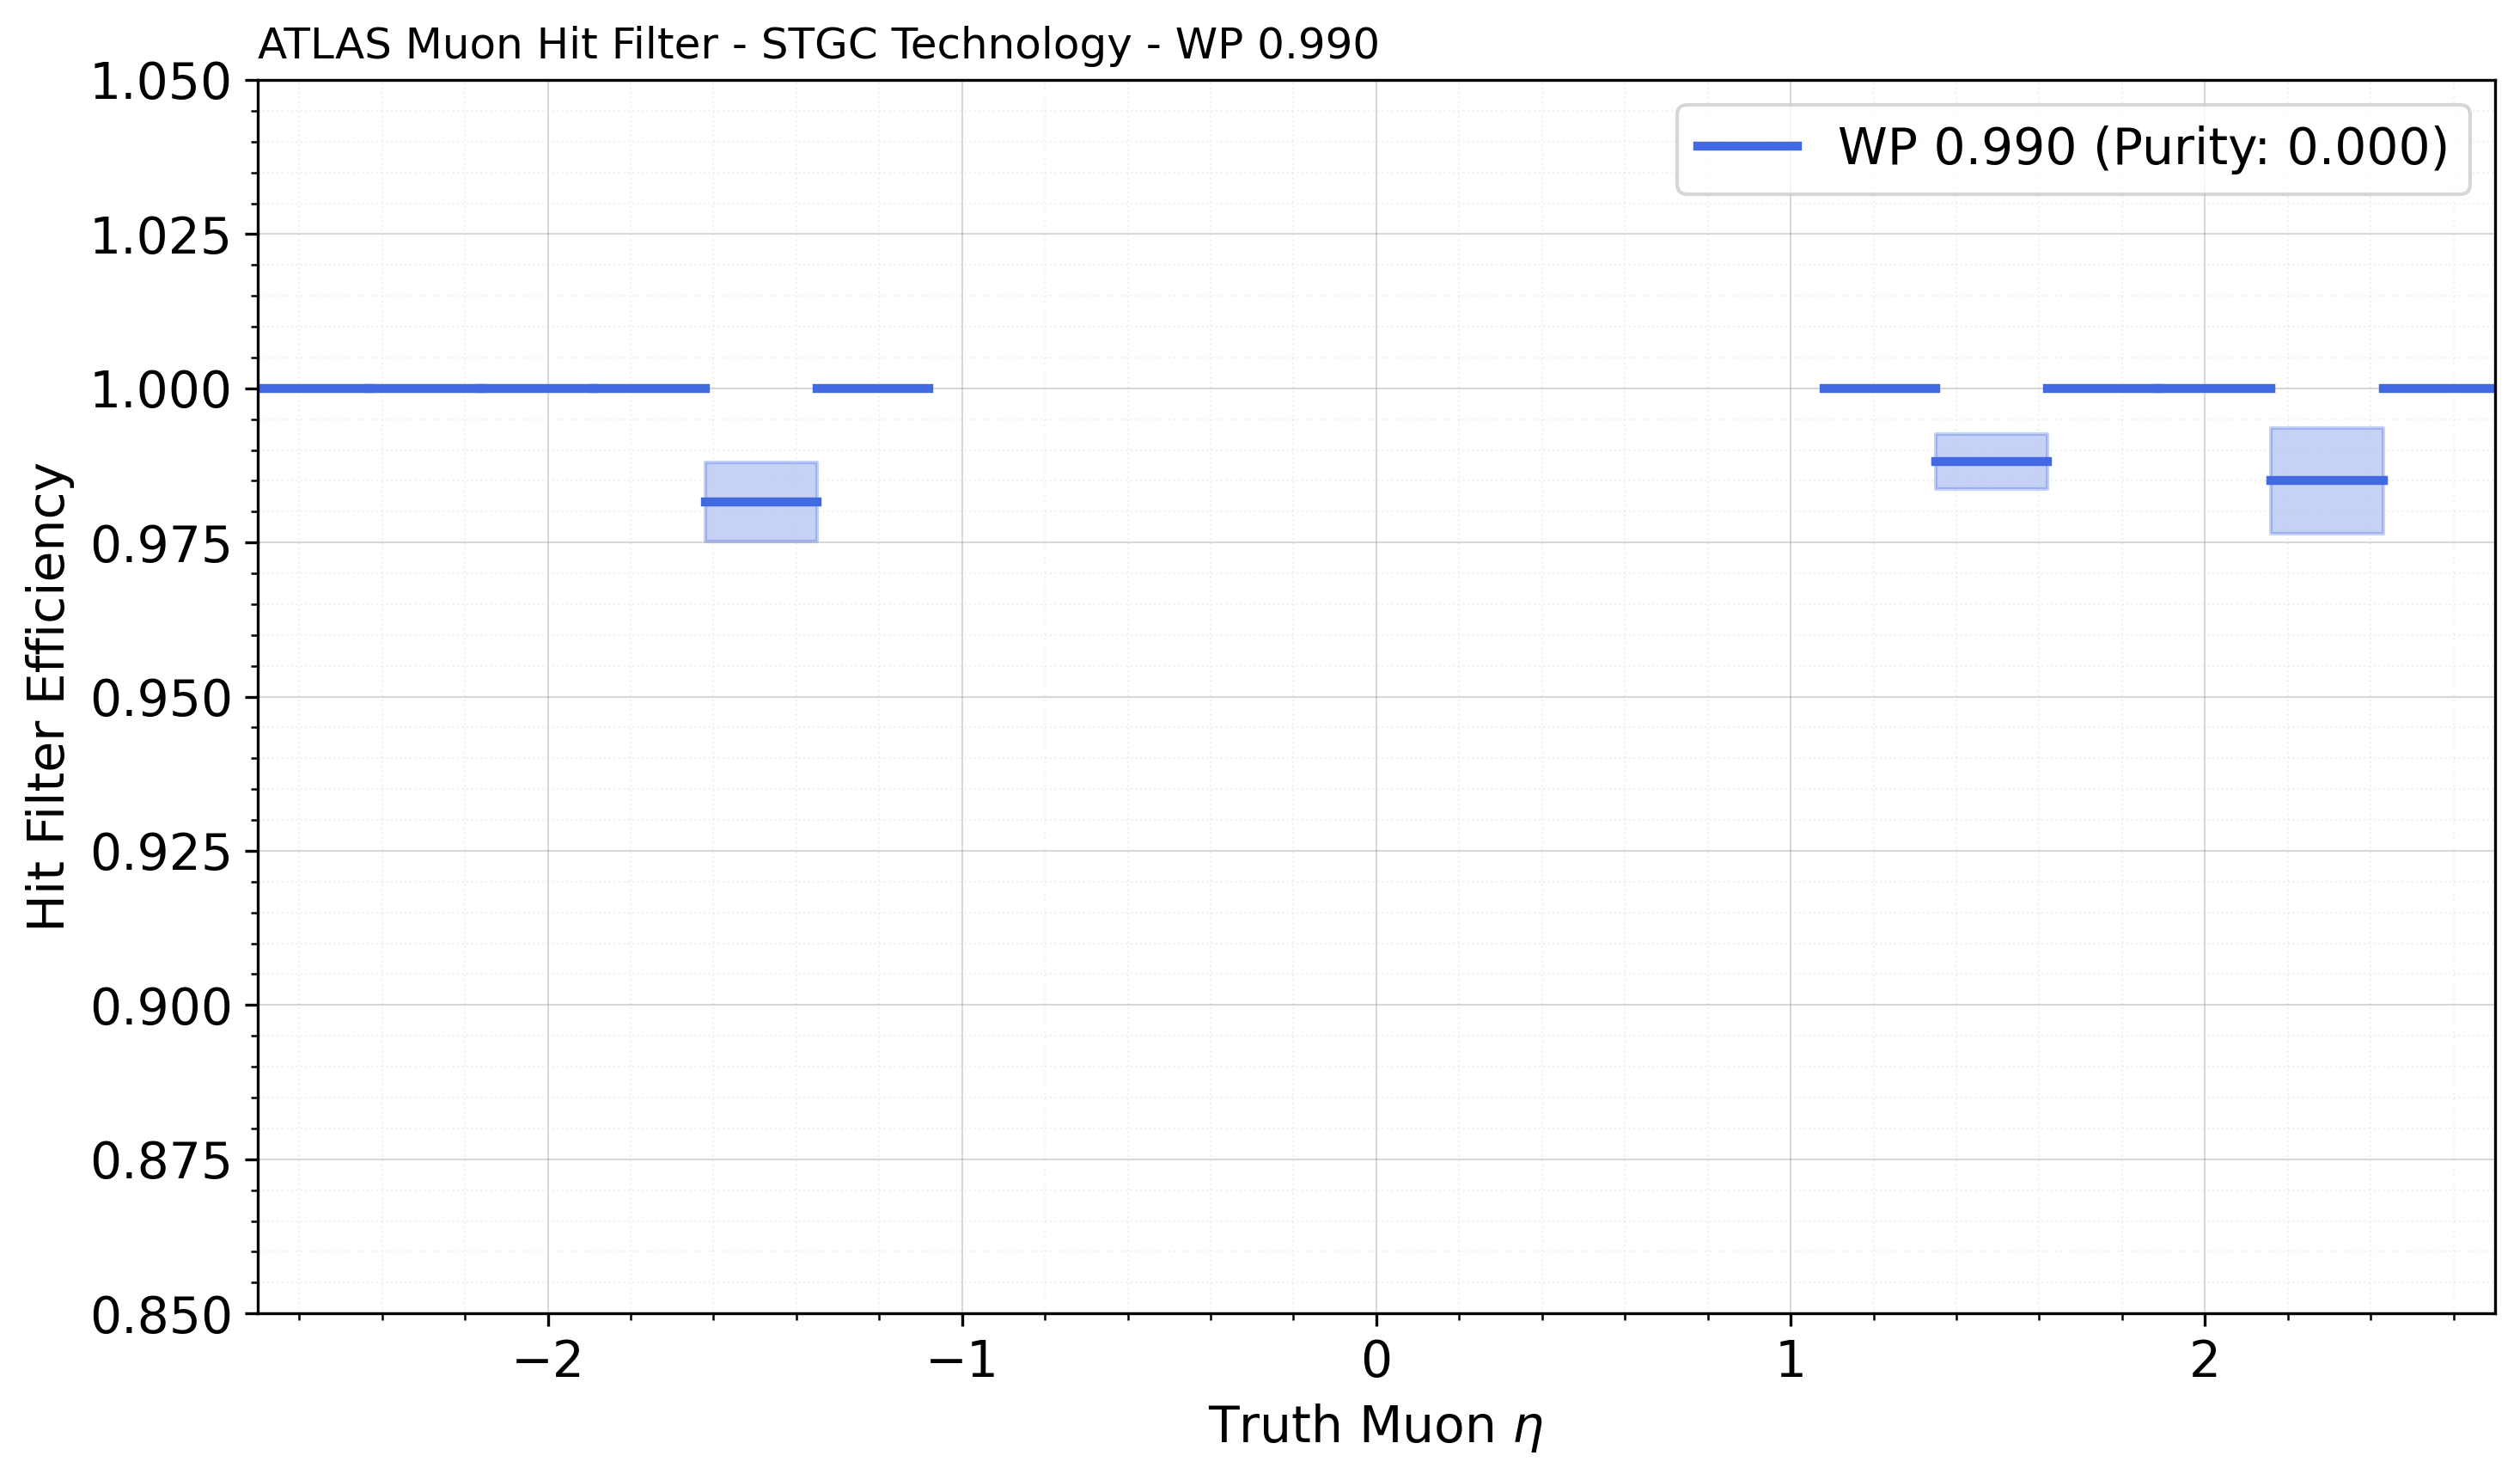 ATLAS Muon Hit Filter - STGC Technology - WP 0.990
1.050
1.025
1.000
0.975
0.950
0.925
0.900
0.875
0.850
Hit Filter Efficiency
WP 0.990 (Purity: 0.000)
−2 −1 0 1 2
Truth Muon η